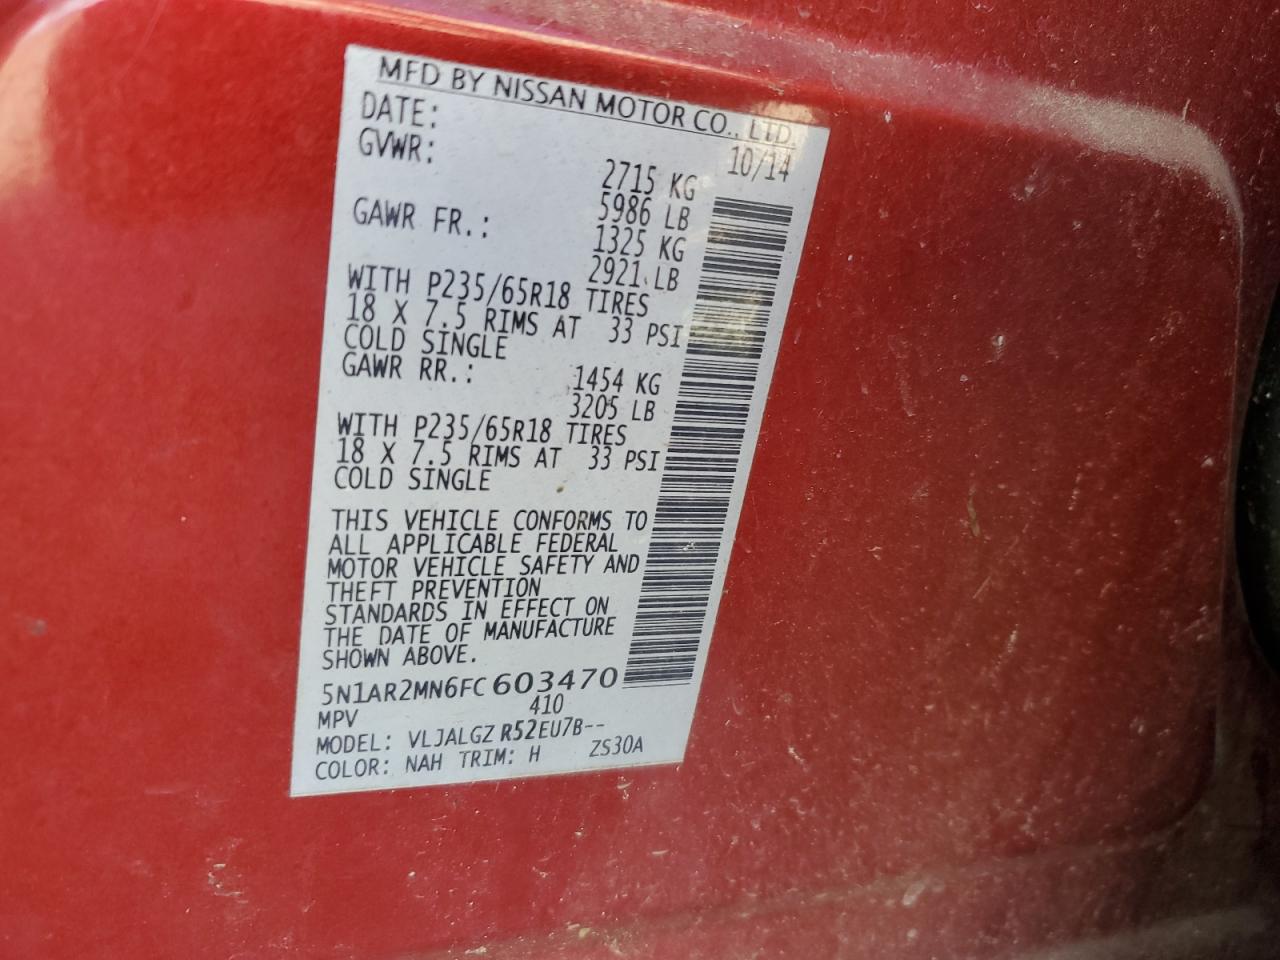 MFD BY NISSAN MOTOR CO., LTD.
DATE: 10/14
GVWR: 2715 KG
5986 LB
GAWR FR.: 1325 KG
2921 LB
WITH P235/65R18 TIRES
18 X 7.5 RIMS AT 33 PSI
COLD SINGLE
GAWR RR.: 1454 KG
3205 LB
WITH P235/65R18 TIRES
18 X 7.5 RIMS AT 33 PSI
COLD SINGLE
THIS VEHICLE CONFORMS TO
ALL APPLICABLE FEDERAL
MOTOR VEHICLE SAFETY AND
THEFT PREVENTION
STANDARDS IN EFFECT ON
THE DATE OF MANUFACTURE
SHOWN ABOVE.
5N1AR2MN6FC603470
MPV 410
MODEL: VLJALGZ R52EU7B--
COLOR: NAH TRIM: H ZS30A